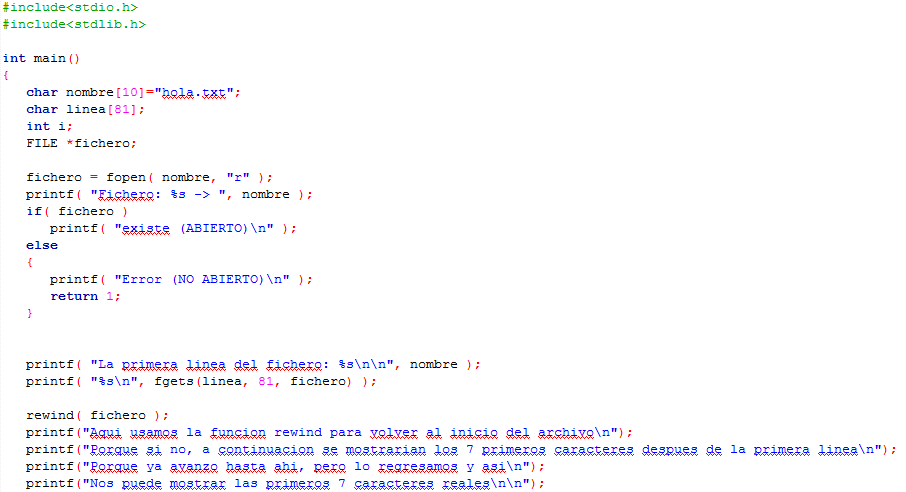 #include<stdio.h>
#include<stdlib.h>
int main()
{
char nombre[10]="hola.txt";
char linea[81];
int i;
FILE *fichero;
fichero = fopen( nombre, "r" );
printf( "Fichero: %s -> ", nombre );
if( fichero )
printf( "existe (ABIERTO)\n" );
else
{
printf( "Error (NO ABIERTO)\n" );
return 1;
}
printf( "La primera linea del fichero: %s\n\n", nombre );
printf( "%s\n", fgets(linea, 81, fichero) );
rewind( fichero );
printf("Aqui usamos la funcion rewind para volver al inicio del archivo\n");
printf("Porque si no, a continuacion se mostrarian los 7 primeros caracteres despues de la primera linea\n");
printf("Porque ya avanzo hasta ahi, pero lo regresamos y asi\n");
printf("Nos puede mostrar las primeros 7 caracteres reales\n\n");